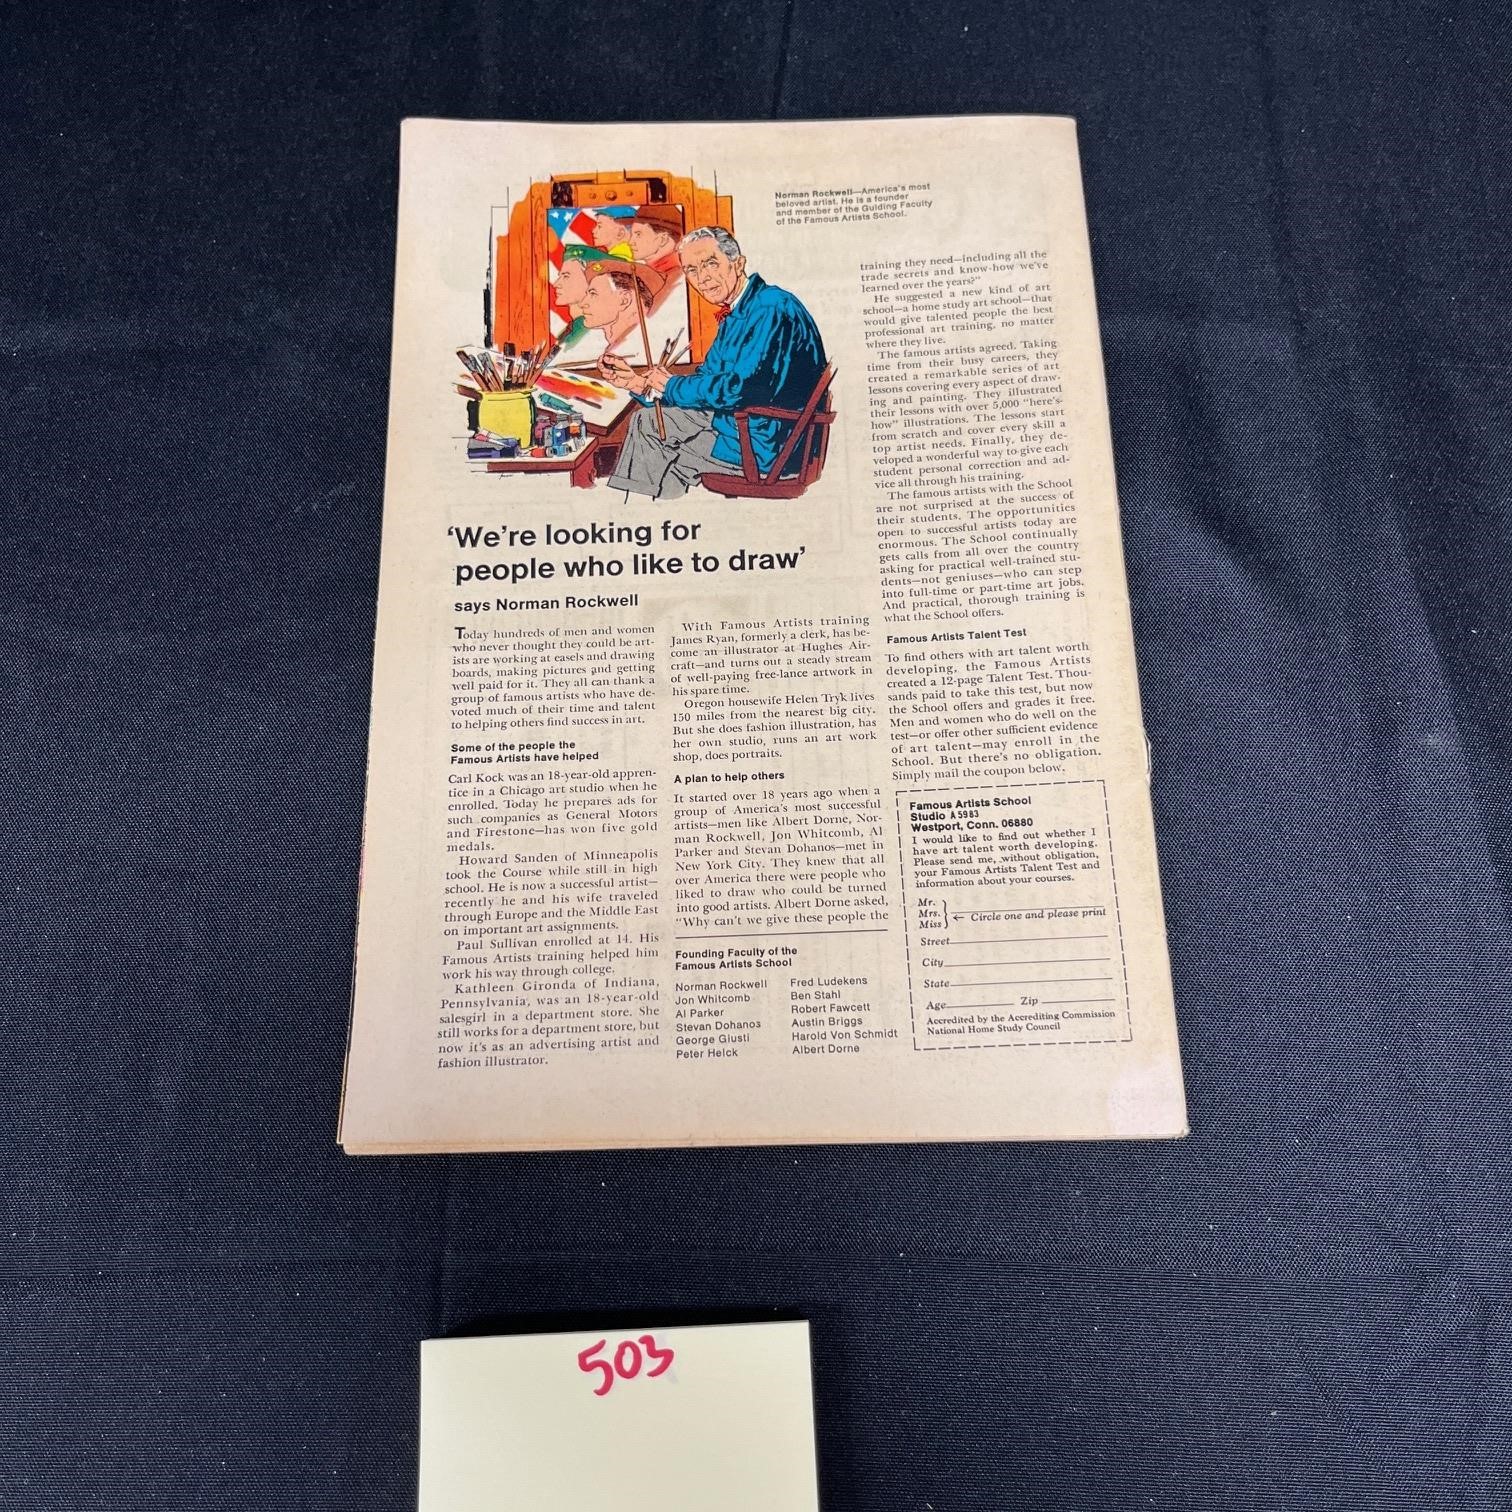 Norman Rockwell—America's most
beloved artist. He is a founder
and member of the Guiding Faculty
of the Famous Artists School.
'We're looking for
people who like to draw'
says Norman Rockwell
Today hundreds of men and women
who never thought they could be art-
ists are working at easels and drawing
boards, making pictures and getting
well paid for it. They all can thank a
group of famous artists who have de-
voted much of their time and talent
to helping others find success in art.
Some of the people the
Famous Artists have helped
Carl Kock was an 18-year-old appren-
tice in a Chicago art studio when he
enrolled. Today he prepares ads for
such companies as General Motors
and Firestone—has won five gold
medals.
Howard Sanden of Minneapolis
took the Course while still in high
school. He is now a successful artist—
recently he and his wife traveled
through Europe and the Middle East
on important art assignments.
Paul Sullivan enrolled at 14. His
Famous Artists training helped him
work his way through college.
Kathleen Gironda of Indiana,
Pennsylvania, was an 18-year-old
salesgirl in a department store. She
still works for a department store, but
now it's as an advertising artist and
fashion illustrator.
With Famous Artists training
James Ryan, formerly a clerk, has be-
come an illustrator at Hughes Air-
craft—and turns out a steady stream
of well-paying free-lance artwork in
his spare time.
Oregon housewife Helen Tryk lives
150 miles from the nearest big city.
But she does fashion illustration, has
her own studio, runs an art work
shop, does portraits.
A plan to help others
It started over 18 years ago when a
group of America's most successful
artists—men like Albert Dorne, Nor-
man Rockwell, Jon Whitcomb, Al
Parker and Stevan Dohanos—met in
New York City. They knew that all
over America there were people who
liked to draw who could be turned
into good artists. Albert Dorne asked,
"Why can't we give these people the
training they need—including all the
trade secrets and know-how we've
learned over the years?"
He suggested a new kind of art
school—a home study art school—that
would give talented people the best
professional art training, no matter
where they live.
The famous artists agreed. Taking
time from their busy careers, they
created a remarkable series of art
lessons covering every aspect of draw-
ing and painting. They illustrated
their lessons with over 5,000 "here's-
how" illustrations. The lessons start
from scratch and cover every skill a
top artist needs. Finally, they de-
veloped a wonderful way to give each
student personal correction and ad-
vice all through his training.
The famous artists with the School
are not surprised at the success of
their students. The opportunities
open to successful artists today are
enormous. The School continually
gets calls from all over the country
asking for practical well-trained stu-
dents—not geniuses—who can step
into full-time or part-time art jobs.
And practical, thorough training is
what the School offers.
Famous Artists Talent Test
To find others with art talent worth
developing, the Famous Artists
created a 12-page Talent Test. Thou-
sands paid to take this test, but now
the School offers and grades it free.
Men and women who do well on the
test—or offer other sufficient evidence
of art talent—may enroll in the
School. But there's no obligation.
Simply mail the coupon below.
Founding Faculty of the
Famous Artists School
Norman Rockwell
Jon Whitcomb
Al Parker
Stevan Dohanos
George Giusti
Peter Helck
Fred Ludekens
Ben Stahl
Robert Fawcett
Austin Briggs
Harold Von Schmidt
Albert Dorne
Famous Artists School
Studio A5983
Westport, Conn. 06880
I would like to find out whether I
have art talent worth developing.
Please send me, without obligation,
your Famous Artists Talent Test and
information about your courses.
Mr.
Mrs. ← Circle one and please print
Miss
Street
City
State
Age Zip
Accredited by the Accrediting Commission
National Home Study Council
503